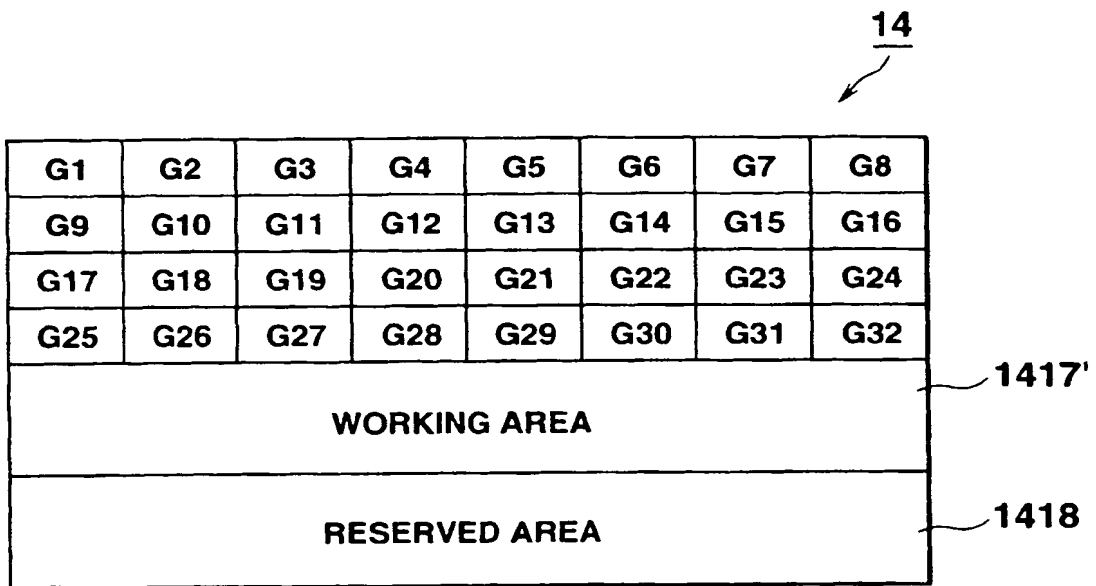 14
G1 G2 G3 G4 G5 G6 G7 G8
G9 G10 G11 G12 G13 G14 G15 G16
G17 G18 G19 G20 G21 G22 G23 G24
G25 G26 G27 G28 G29 G30 G31 G32
1417'
WORKING AREA
RESERVED AREA
1418